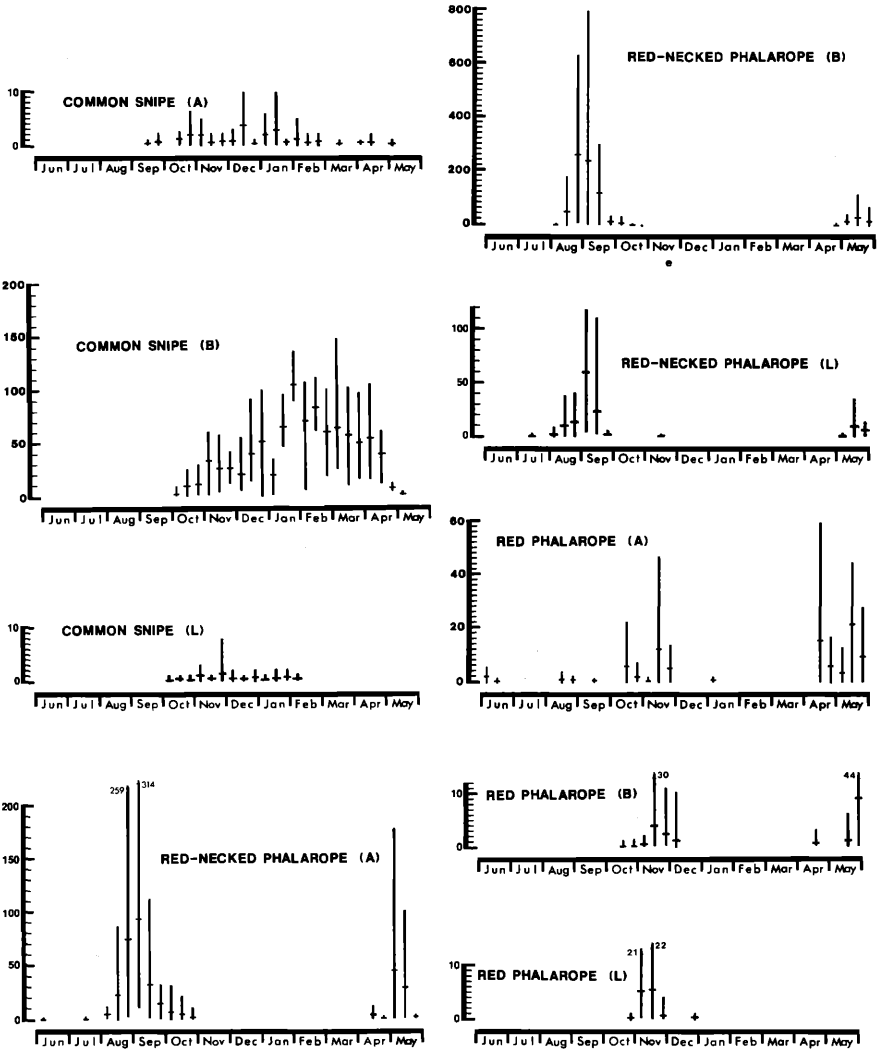 COMMON SNIPE (A)
10
0
Jun Jul Aug Sep Oct Nov Dec Jan Feb Mar Apr May
COMMON SNIPE (B)
200
150
100
50
0
Jun Jul Aug Sep Oct Nov Dec Jan Feb Mar Apr May
COMMON SNIPE (L)
10
0
Jun Jul Aug Sep Oct Nov Dec Jan Feb Mar Apr May
RED-NECKED PHALAROPE (A)
259
314
200
150
100
50
0
Jun Jul Aug Sep Oct Nov Dec Jan Feb Mar Apr May
RED-NECKED PHALAROPE (B)
800
600
400
200
0
Jun Jul Aug Sep Oct Nov Dec Jan Feb Mar Apr May
e
RED-NECKED PHALAROPE (L)
100
50
0
Jun Jul Aug Sep Oct Nov Dec Jan Feb Mar Apr May
RED PHALAROPE (A)
60
40
20
0
Jun Jul Aug Sep Oct Nov Dec Jan Feb Mar Apr May
RED PHALAROPE (B)
30
44
10
0
Jun Jul Aug Sep Oct Nov Dec Jan Feb Mar Apr May
RED PHALAROPE (L)
21
22
10
0
Jun Jul Aug Sep Oct Nov Dec Jan Feb Mar Apr May